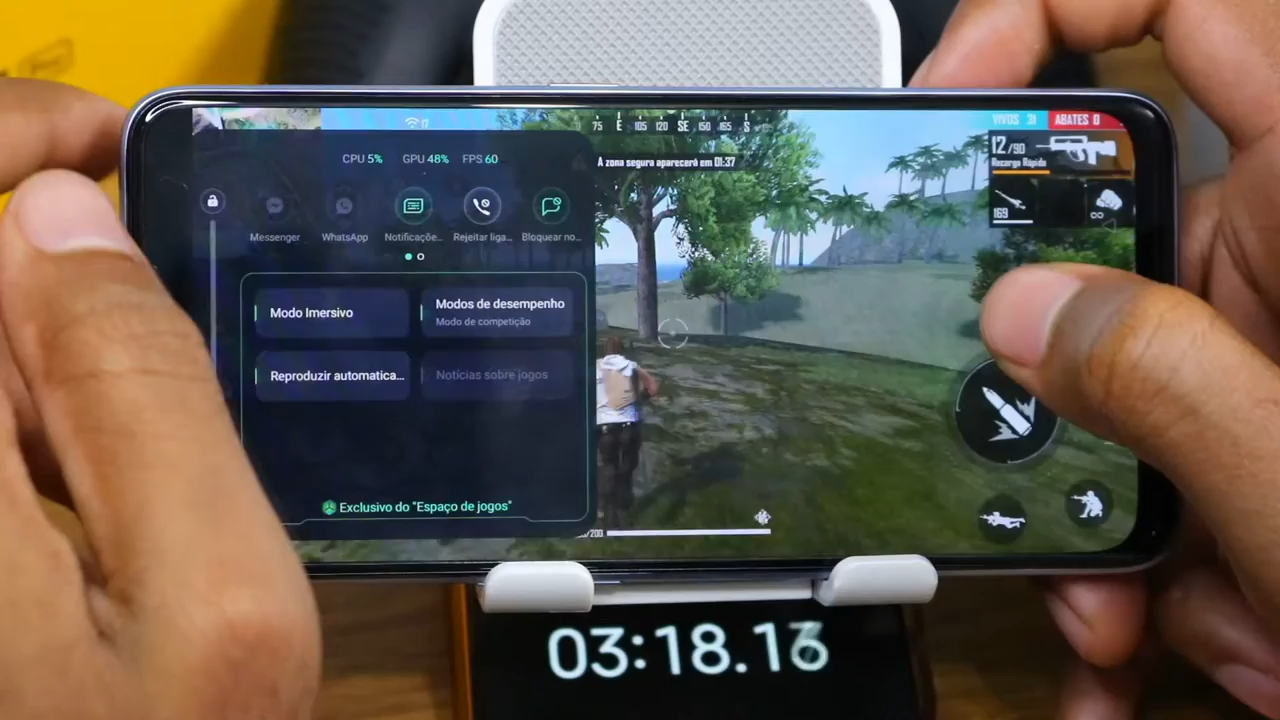 75 E 105 120 SE 150 165 S
VIVOS 31 ABATES 0
CPU 5% GPU 48% FPS 60
A zona segura aparecerá em 01:37
12/90
Recarga Rápida
169
∞
Messenger WhatsApp Notificaçõe... Rejeitar liga... Bloquear no...
Modo Imersivo
Modos de desempenho
Modo de competição
Reproduzir automatica...
Notícias sobre jogos
Exclusivo do "Espaço de jogos"
/200
03:18.16